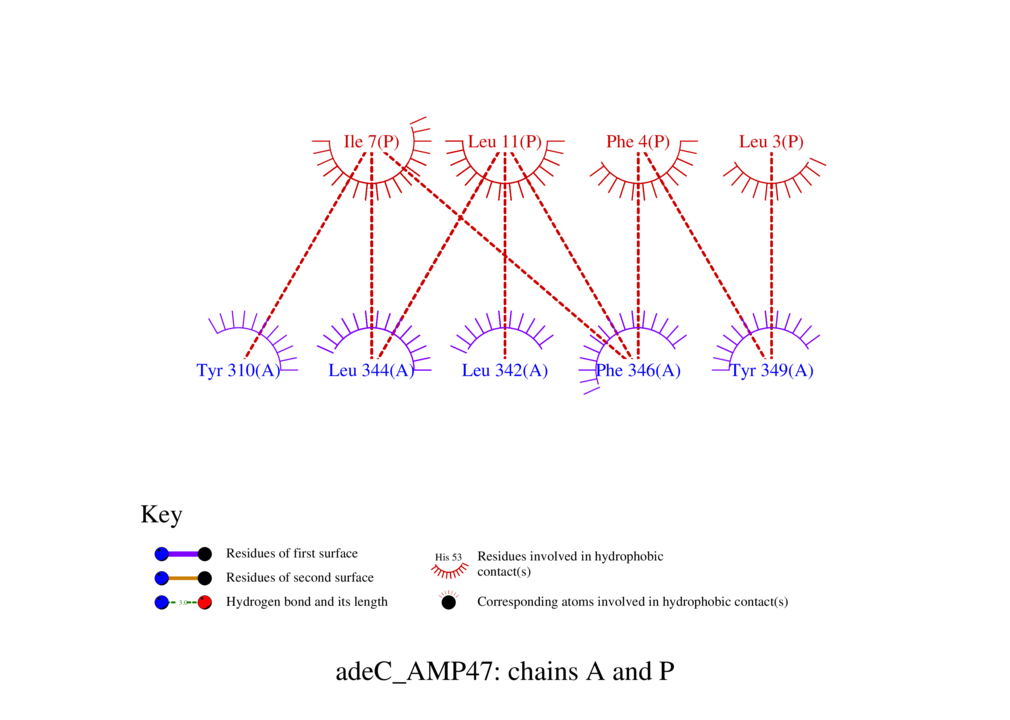 Ile 7(P) Leu 11(P) Phe 4(P) Leu 3(P)
Tyr 310(A) Leu 344(A) Leu 342(A) Phe 346(A) Tyr 349(A)
Key
Residues of first surface
Residues of second surface
3.0
Hydrogen bond and its length
His 53
Residues involved in hydrophobic
contact(s)
Corresponding atoms involved in hydrophobic contact(s)
adeC_AMP47: chains A and P